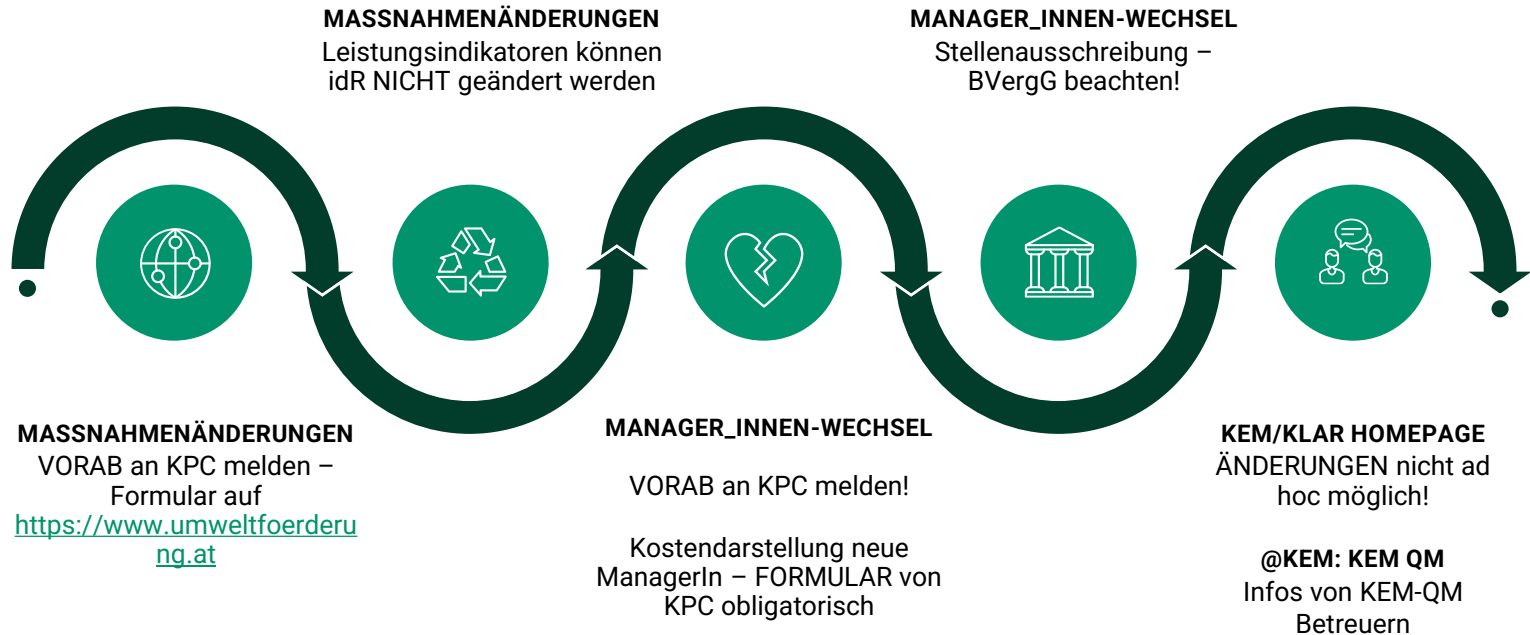 MASSNAHMENÄNDERUNGEN
Leistungsindikatoren können
idR NICHT geändert werden
MANAGER_INNEN-WECHSEL
Stellenausschreibung –
BVergG beachten!
MASSNAHMENÄNDERUNGEN
VORAB an KPC melden –
Formular auf
https://www.umweltfoerderu
ng.at
MANAGER_INNEN-WECHSEL
VORAB an KPC melden!
Kostendarstellung neue
ManagerIn – FORMULAR von
KPC obligatorisch
KEM/KLAR HOMEPAGE
ÄNDERUNGEN nicht ad
hoc möglich!
@KEM: KEM QM
Infos von KEM-QM
Betreuern